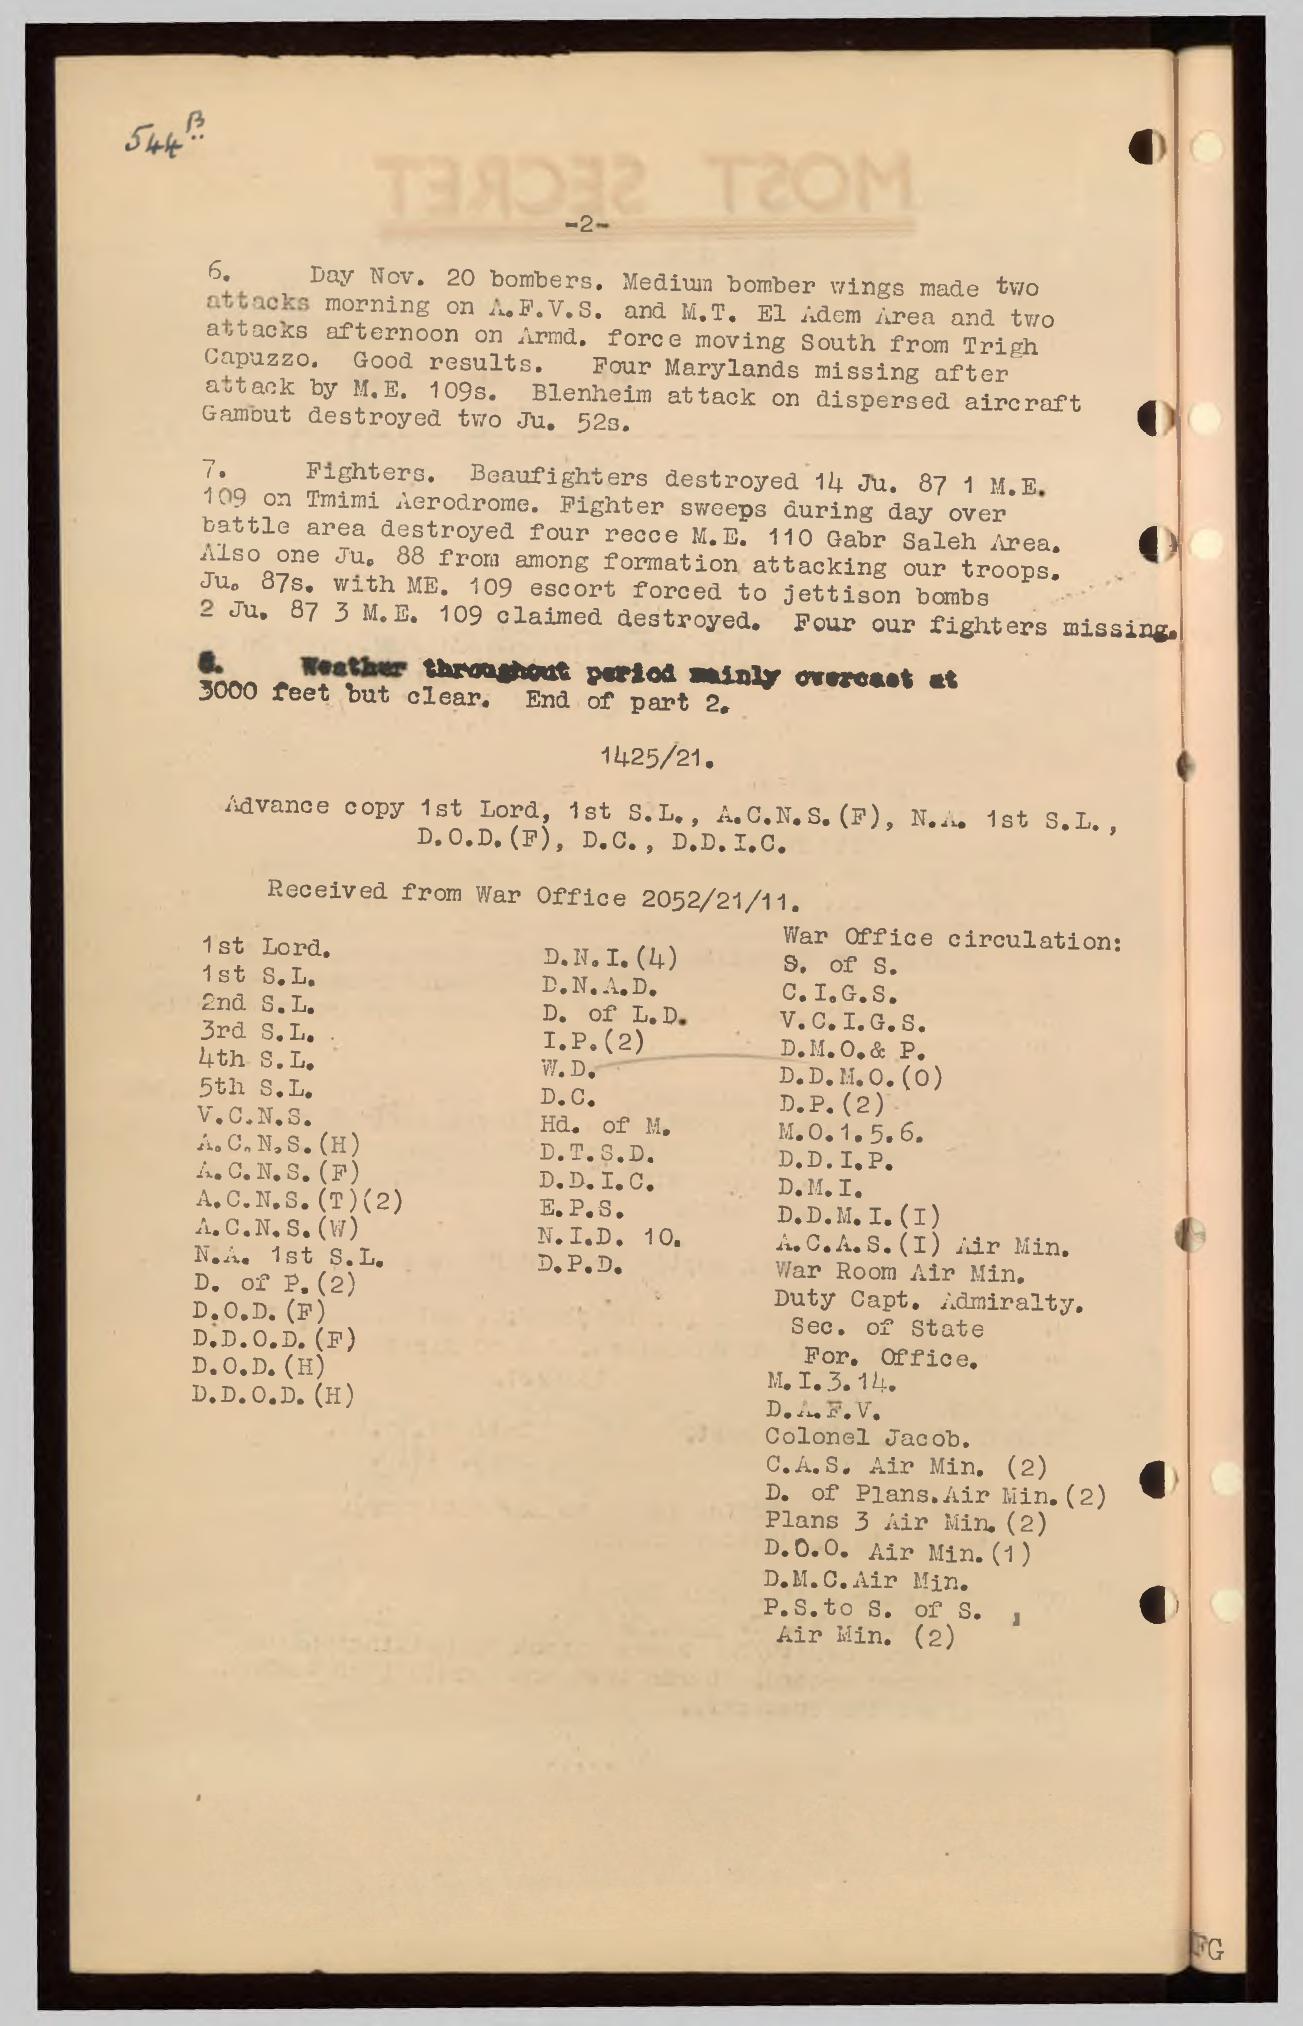 544B
MOST SECRET
-2-
6. Day Nov. 20 bombers. Medium bomber wings made two
attacks morning on A.F.V.S. and M.T. El Adem Area and two
attacks afternoon on Armd. force moving South from Trigh
Capuzzo. Good results. Four Marylands missing after
attack by M.E. 109s. Blenheim attack on dispersed aircraft
Gambut destroyed two Ju. 52s.
7. Fighters. Beaufighters destroyed 14 Ju. 87 1 M.E.
109 on Tmimi Aerodrome. Fighter sweeps during day over
battle area destroyed four recce M.E. 110 Gabr Saleh Area.
Also one Ju. 88 from among formation attacking our troops.
Ju. 87s. with ME. 109 escort forced to jettison bombs
2 Ju. 87 3 M.E. 109 claimed destroyed. Four our fighters missing.
8. Weather throughout period mainly overcast at
3000 feet but clear. End of part 2.
1425/21.
Advance copy 1st Lord, 1st S.L., A.C.N.S.(F), N.A. 1st S.L.,
D.O.D.(F), D.C., D.D.I.C.
Received from War Office 2052/21/11.
1st Lord.
1st S.L.
2nd S.L.
3rd S.L.
4th S.L.
5th S.L.
V.C.N.S.
A.C.N.S.(H)
A.C.N.S.(F)
A.C.N.S.(T)(2)
A.C.N.S.(W)
N.A. 1st S.L.
D. of P.(2)
D.O.D.(F)
D.D.O.D.(F)
D.O.D.(H)
D.D.O.D.(H)
D.N.I.(4)
D.N.A.D.
D. of L.D.
I.P.(2)
W.D.
D.C.
Hd. of M.
D.T.S.D.
D.D.I.C.
E.P.S.
N.I.D. 10.
D.P.D.
War Office circulation:
S. of S.
C.I.G.S.
V.C.I.G.S.
D.M.O.& P.
D.D.M.O.(O)
D.P.(2)
M.O.1.5.6.
D.D.I.P.
D.M.I.
D.D.M.I.(I)
A.C.A.S.(I) Air Min.
War Room Air Min.
Duty Capt. Admiralty.
Sec. of State
For. Office.
M.I.3.14.
D.A.F.V.
Colonel Jacob.
C.A.S. Air Min. (2)
D. of Plans.Air Min.(2)
Plans 3 Air Min.(2)
D.O.O. Air Min.(1)
D.M.C.Air Min.
P.S.to S. of S.
Air Min. (2)
FG